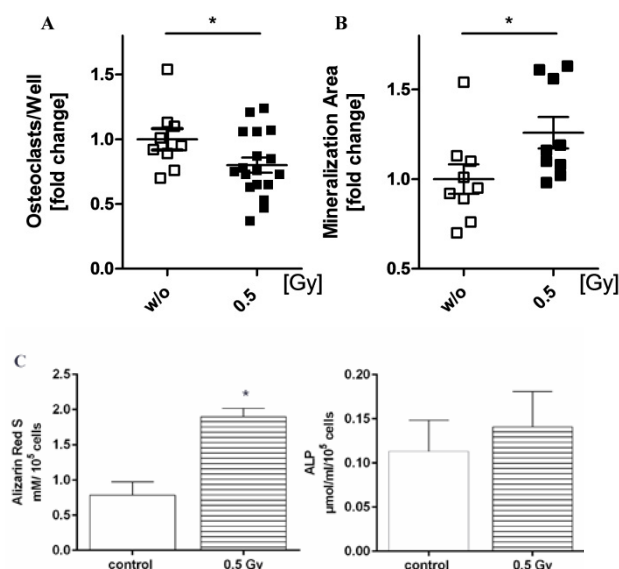 A
Osteoclasts/Well
[fold change]
1.5
1.0
0.5
0.0
*
w/o
0.5
[Gy]
B
Mineralization Area
[fold change]
1.5
1.0
0.5
*
w/o
0.5
[Gy]
C
Alizarin Red S
mM/ 10⁵ cells
2.5
2.0
1.5
1.0
0.5
0.0
*
control
0.5 Gy
ALP
µmol/ml/10⁵ cells
0.20
0.15
0.10
0.05
0.00
control
0.5 Gy